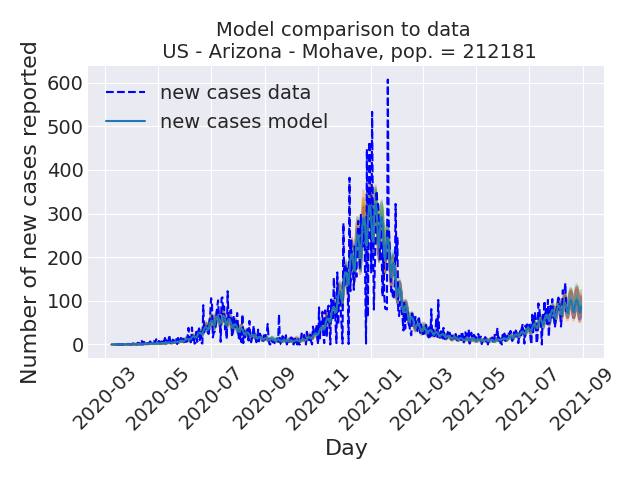 Model comparison to data
US - Arizona - Mohave, pop. = 212181
Number of new cases reported
600
500
400
300
200
100
0
new cases data
new cases model
2020-03
2020-05
2020-07
2020-09
2020-11
2021-01
2021-03
2021-05
2021-07
2021-09
Day